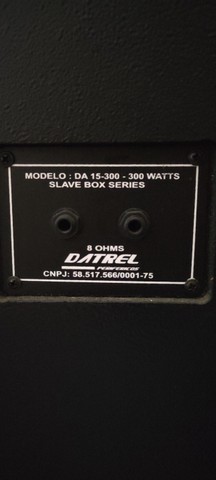 MODELO : DA 15-300 - 300 WATTS
SLAVE BOX SERIES
8 OHMS
DATREL
CNPJ: 58.517.566/0001-75